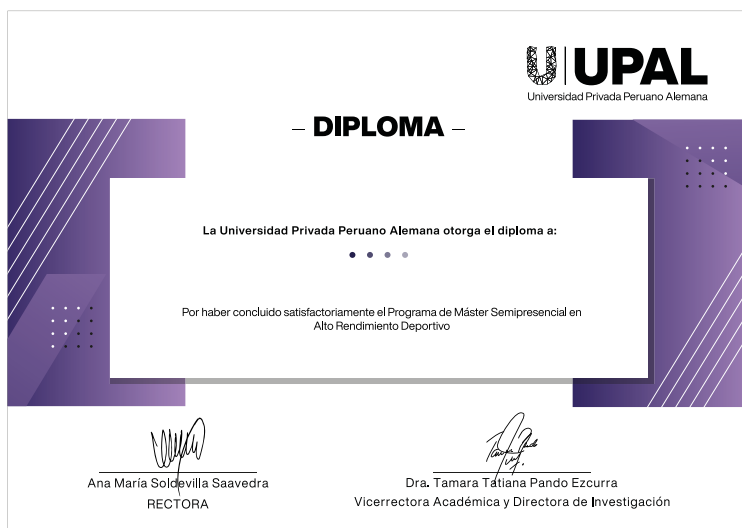 UPAL
Universidad Privada Peruano Alemana
– DIPLOMA –
La Universidad Privada Peruano Alemana otorga el diploma a:
Por haber concluido satisfactoriamente el Programa de Máster Semipresencial en
Alto Rendimiento Deportivo
Ana María Soldevilla Saavedra
RECTORA
Dra. Tamara Tatiana Pando Ezcurra
Vicerrectora Académica y Directora de Investigación